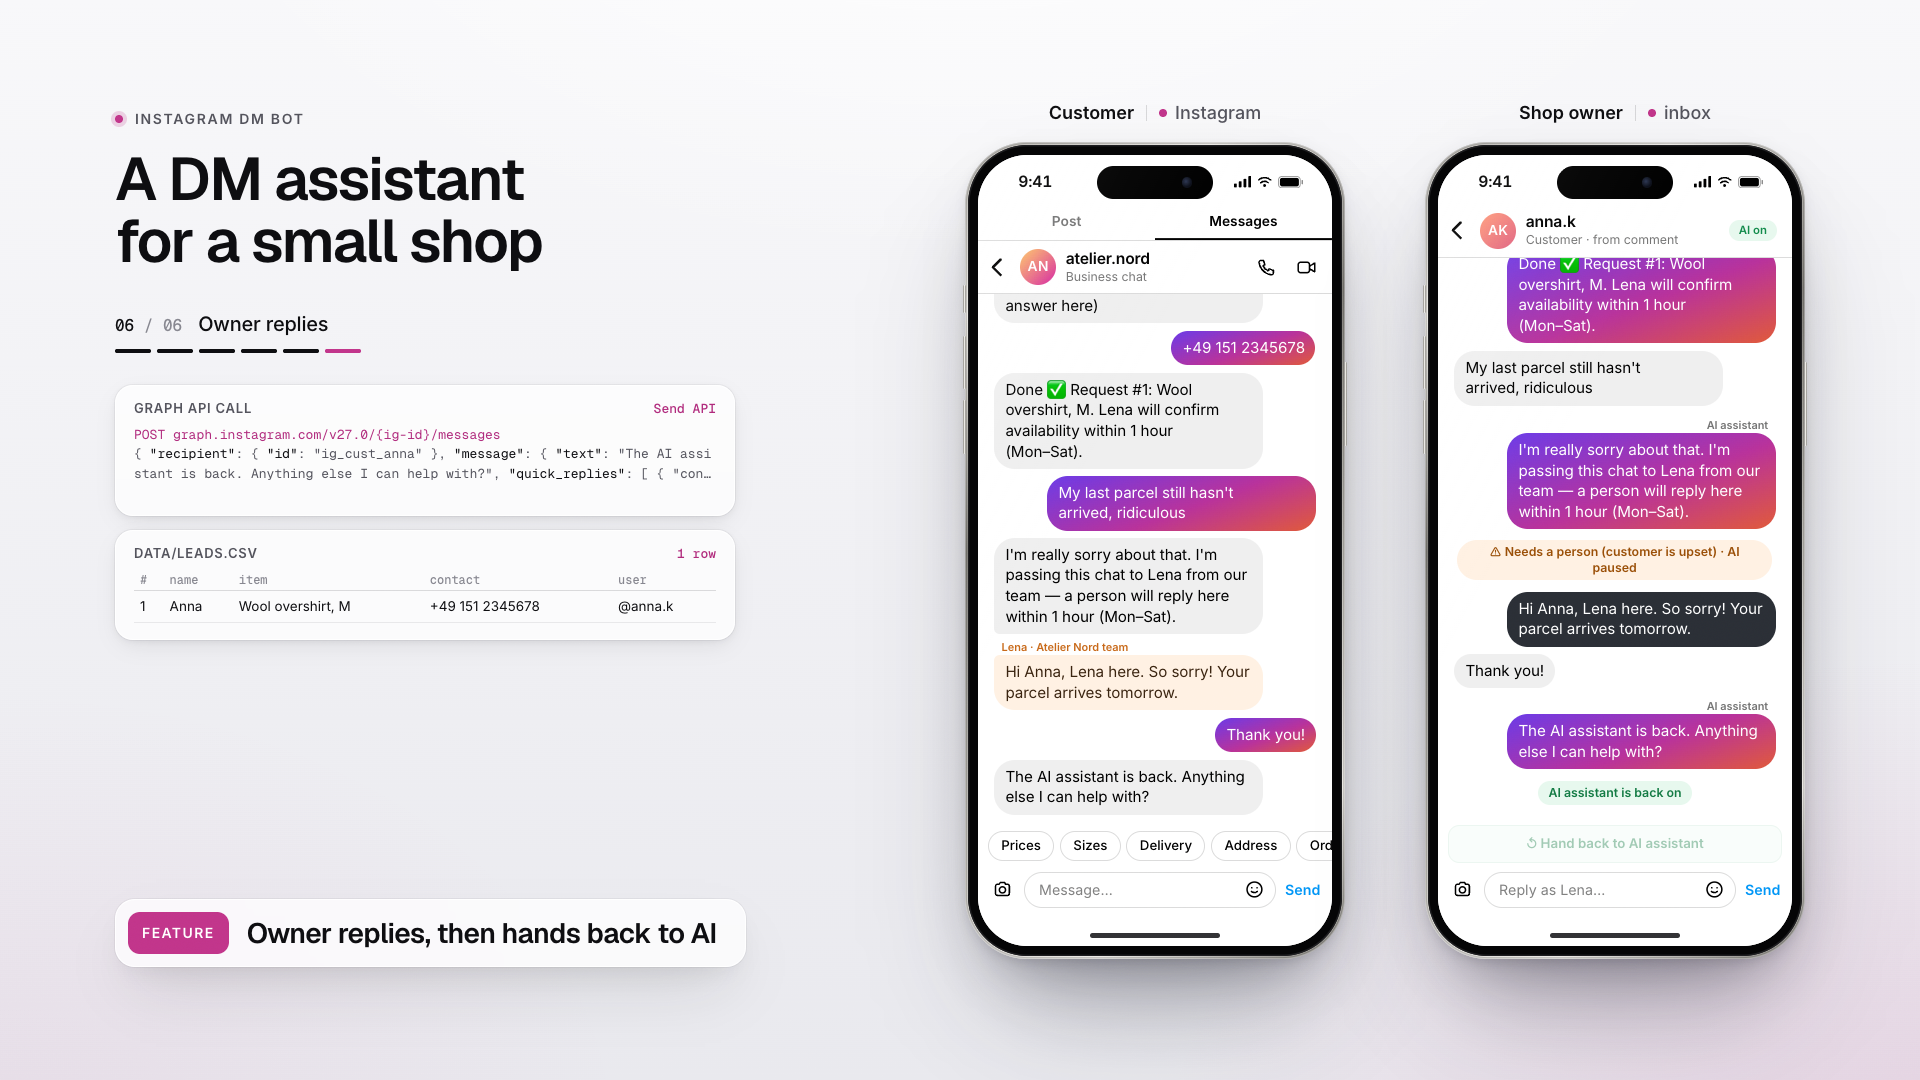 INSTAGRAM DM BOT
A DM assistant
for a small shop
06 / 06 Owner replies
GRAPH API CALL
Send API
POST graph.instagram.com/v27.0/{ig-id}/messages
{ "recipient": { "id": "ig_cust_anna" }, "message": { "text": "The AI assi
stant is back. Anything else I can help with?", "quick_replies": [ { "con…
DATA/LEADS.CSV
1 row
# name item contact user
1 Anna Wool overshirt, M +49 151 2345678 @anna.k
FEATURE
Owner replies, then hands back to AI
Customer
Instagram
9:41
Post
Messages
AN
atelier.nord
Business chat
answer here)
+49 151 2345678
Done ✅ Request #1: Wool
overshirt, M. Lena will confirm
availability within 1 hour
(Mon–Sat).
My last parcel still hasn't
arrived, ridiculous
I'm really sorry about that. I'm
passing this chat to Lena from our
team — a person will reply here
within 1 hour (Mon–Sat).
Lena · Atelier Nord team
Hi Anna, Lena here. So sorry! Your
parcel arrives tomorrow.
Thank you!
The AI assistant is back. Anything
else I can help with?
Prices
Sizes
Delivery
Address
Ord
Message...
Send
Shop owner
inbox
9:41
AK
anna.k
Customer · from comment
AI on
Done ✅ Request #1: Wool
overshirt, M. Lena will confirm
availability within 1 hour
(Mon–Sat).
My last parcel still hasn't
arrived, ridiculous
AI assistant
I'm really sorry about that. I'm
passing this chat to Lena from our
team — a person will reply here
within 1 hour (Mon–Sat).
⚠ Needs a person (customer is upset) · AI
paused
Hi Anna, Lena here. So sorry! Your
parcel arrives tomorrow.
Thank you!
AI assistant
The AI assistant is back. Anything
else I can help with?
AI assistant is back on
Hand back to AI assistant
Reply as Lena...
Send